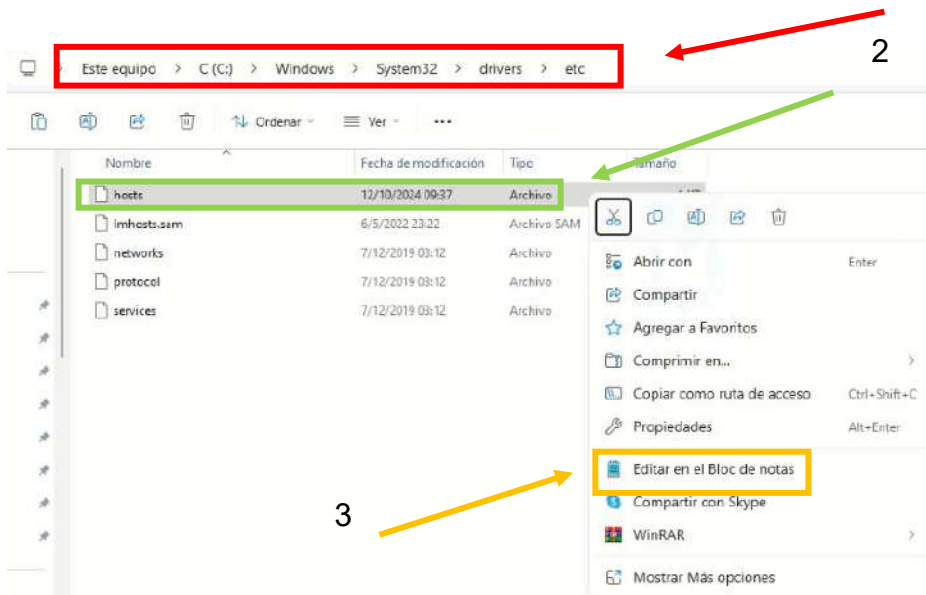 2
Este equipo > C (C:) > Windows > System32 > drivers > etc
Ordenar Ver ...
Nombre Fecha de modificación Tipo Tamaño
hosts 12/10/2024 09:37 Archivo
lmhosts.sam 6/5/2022 23:22 Archivo SAM
networks 7/12/2019 03:12 Archivo
protocol 7/12/2019 03:12 Archivo
services 7/12/2019 03:12 Archivo
Abrir con Enter
Compartir
Agregar a Favoritos
Comprimir en... >
Copiar como ruta de acceso Ctrl+Shift+C
Propiedades Alt+Enter
Editar en el Bloc de notas
Compartir con Skype
3
WinRAR >
Mostrar Más opciones